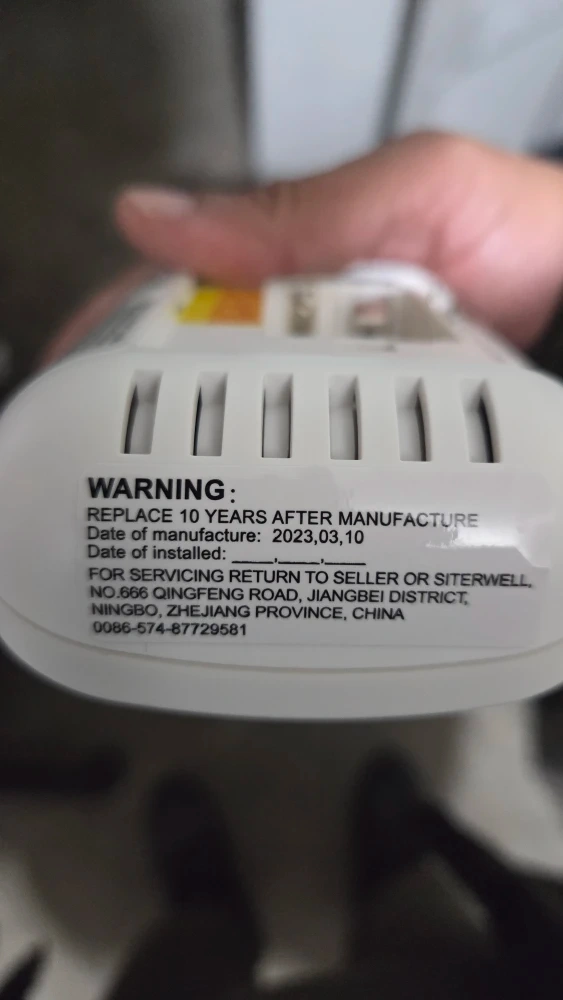 WARNING:
REPLACE 10 YEARS AFTER MANUFACTURE
Date of manufacture: 2023,03,10
Date of installed: ____,____,____
FOR SERVICING RETURN TO SELLER OR SITERWELL,
NO.666 QINGFENG ROAD, JIANGBEI DISTRICT,
NINGBO, ZHEJIANG PROVINCE, CHINA
0086-574-87729581